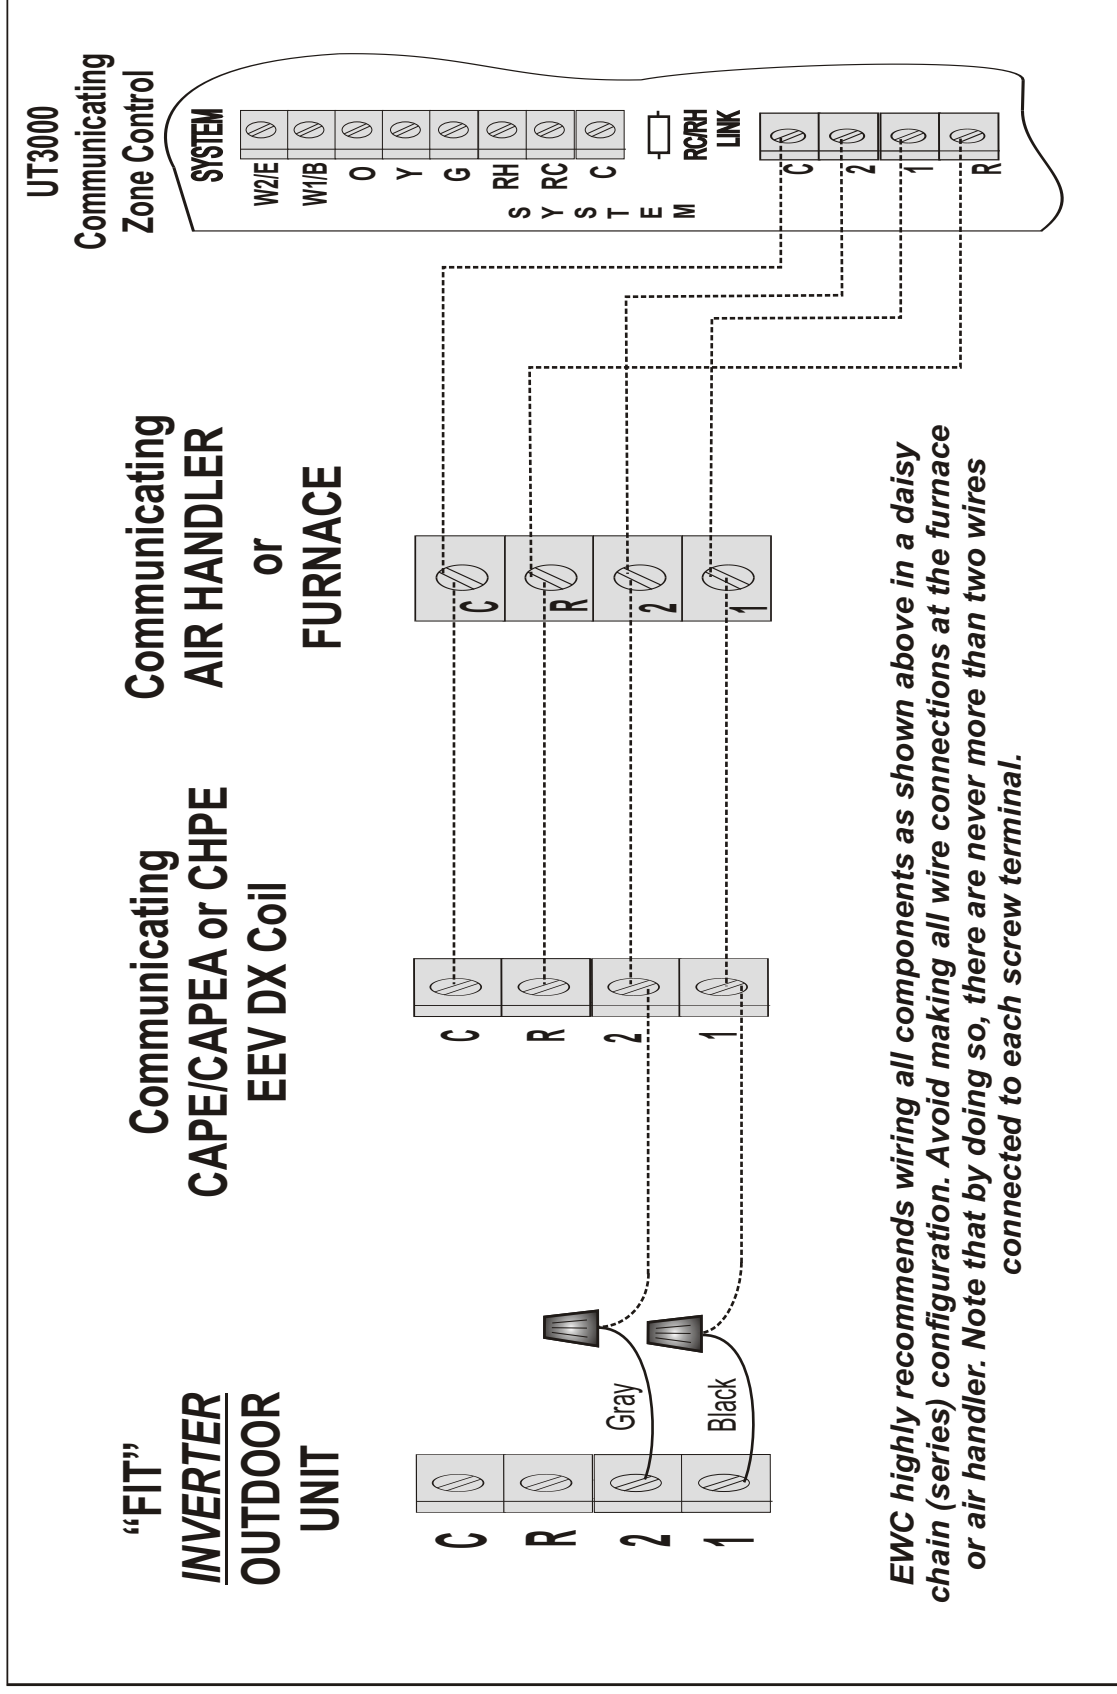 “FIT”
INVERTER
OUTDOOR
UNIT
C
R
2
1
Gray
Black
Communicating
CAPE/CAPEA or CHPE
EEV DX Coil
C
R
2
1
Communicating
AIR HANDLER
or
FURNACE
C
R
2
1
UT3000
Communicating
Zone Control
SYSTEM
W2/E
W1/B
O
Y
G
RH
RC
C
S
Y
S
T
E
M
RC/RH
LINK
C
2
1
R
EWC highly recommends wiring all components as shown above in a daisy
chain (series) configuration. Avoid making all wire connections at the furnace
or air handler. Note that by doing so, there are never more than two wires
connected to each screw terminal.